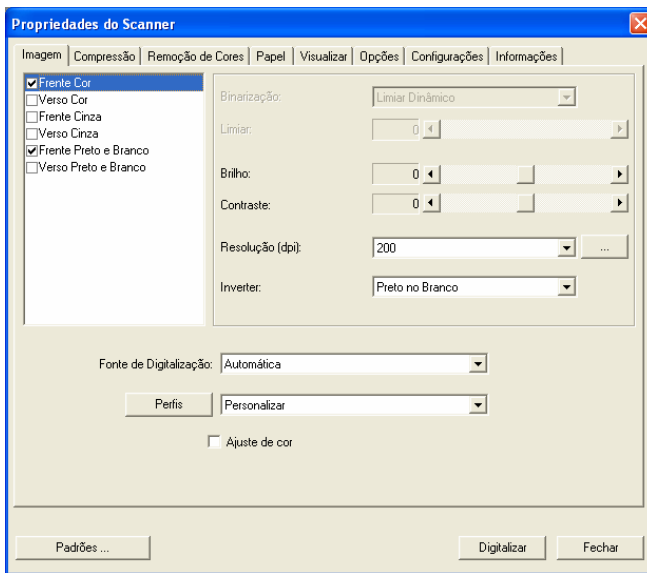 Propriedades do Scanner
Imagem Compressão Remoção de Cores Papel Visualizar Opções Configurações Informações
Frente Cor
Verso Cor
Frente Cinza
Verso Cinza
Frente Preto e Branco
Verso Preto e Branco
Binarização: Limiar Dinâmico
Limiar: 0
Brilho: 0
Contraste: 0
Resolução (dpi): 200 ...
Inverter: Preto no Branco
Fonte de Digitalização: Automática
Perfis Personalizar
Ajuste de cor
Padrões ... Digitalizar Fechar